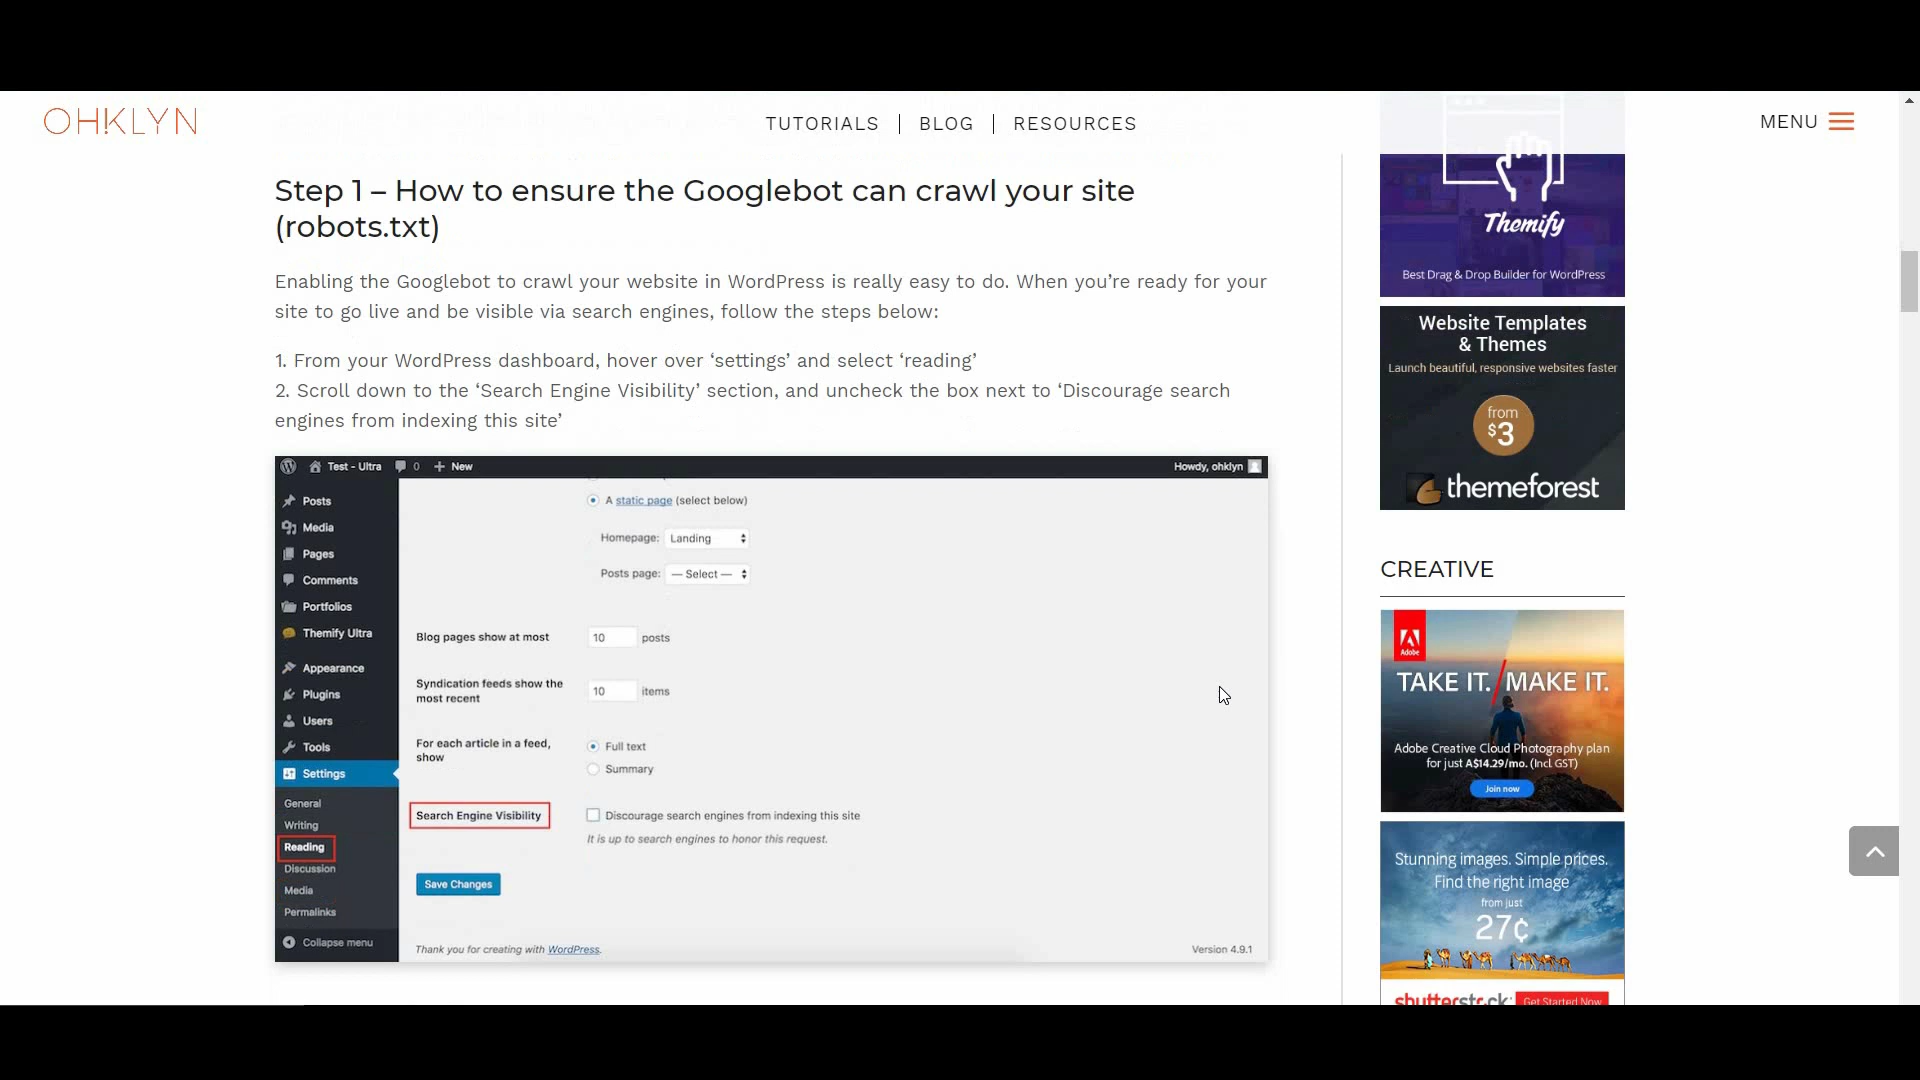 OHKLYN
TUTORIALS | BLOG | RESOURCES
MENU
Step 1 – How to ensure the Googlebot can crawl your site
(robots.txt)
Enabling the Googlebot to crawl your website in WordPress is really easy to do. When you’re ready for your
site to go live and be visible via search engines, follow the steps below:
1. From your WordPress dashboard, hover over ‘settings’ and select ‘reading’
2. Scroll down to the ‘Search Engine Visibility’ section, and uncheck the box next to ‘Discourage search
engines from indexing this site’
Test - Ultra 0 + New
Howdy, ohklyn
Posts
Media
Pages
Comments
Portfolios
Themify Ultra
Appearance
Plugins
Users
Tools
Settings
General
Writing
Reading
Discussion
Media
Permalinks
Collapse menu
A static page (select below)
Homepage: Landing
Posts page: — Select —
Blog pages show at most 10 posts
Syndication feeds show the
most recent 10 items
For each article in a feed,
show
Full text
Summary
Search Engine Visibility
Discourage search engines from indexing this site
It is up to search engines to honor this request.
Save Changes
Thank you for creating with WordPress.
Version 4.9.1
Themify
Best Drag & Drop Builder for WordPress
Website Templates
& Themes
Launch beautiful, responsive websites faster
from
$3
themeforest
CREATIVE
Adobe
TAKE IT. / MAKE IT.
Adobe Creative Cloud Photography plan
for just A$14.29/mo. (Incl GST)
Join now
Stunning images. Simple prices.
Find the right image
from just
27¢
shutterstock
Get Started Now